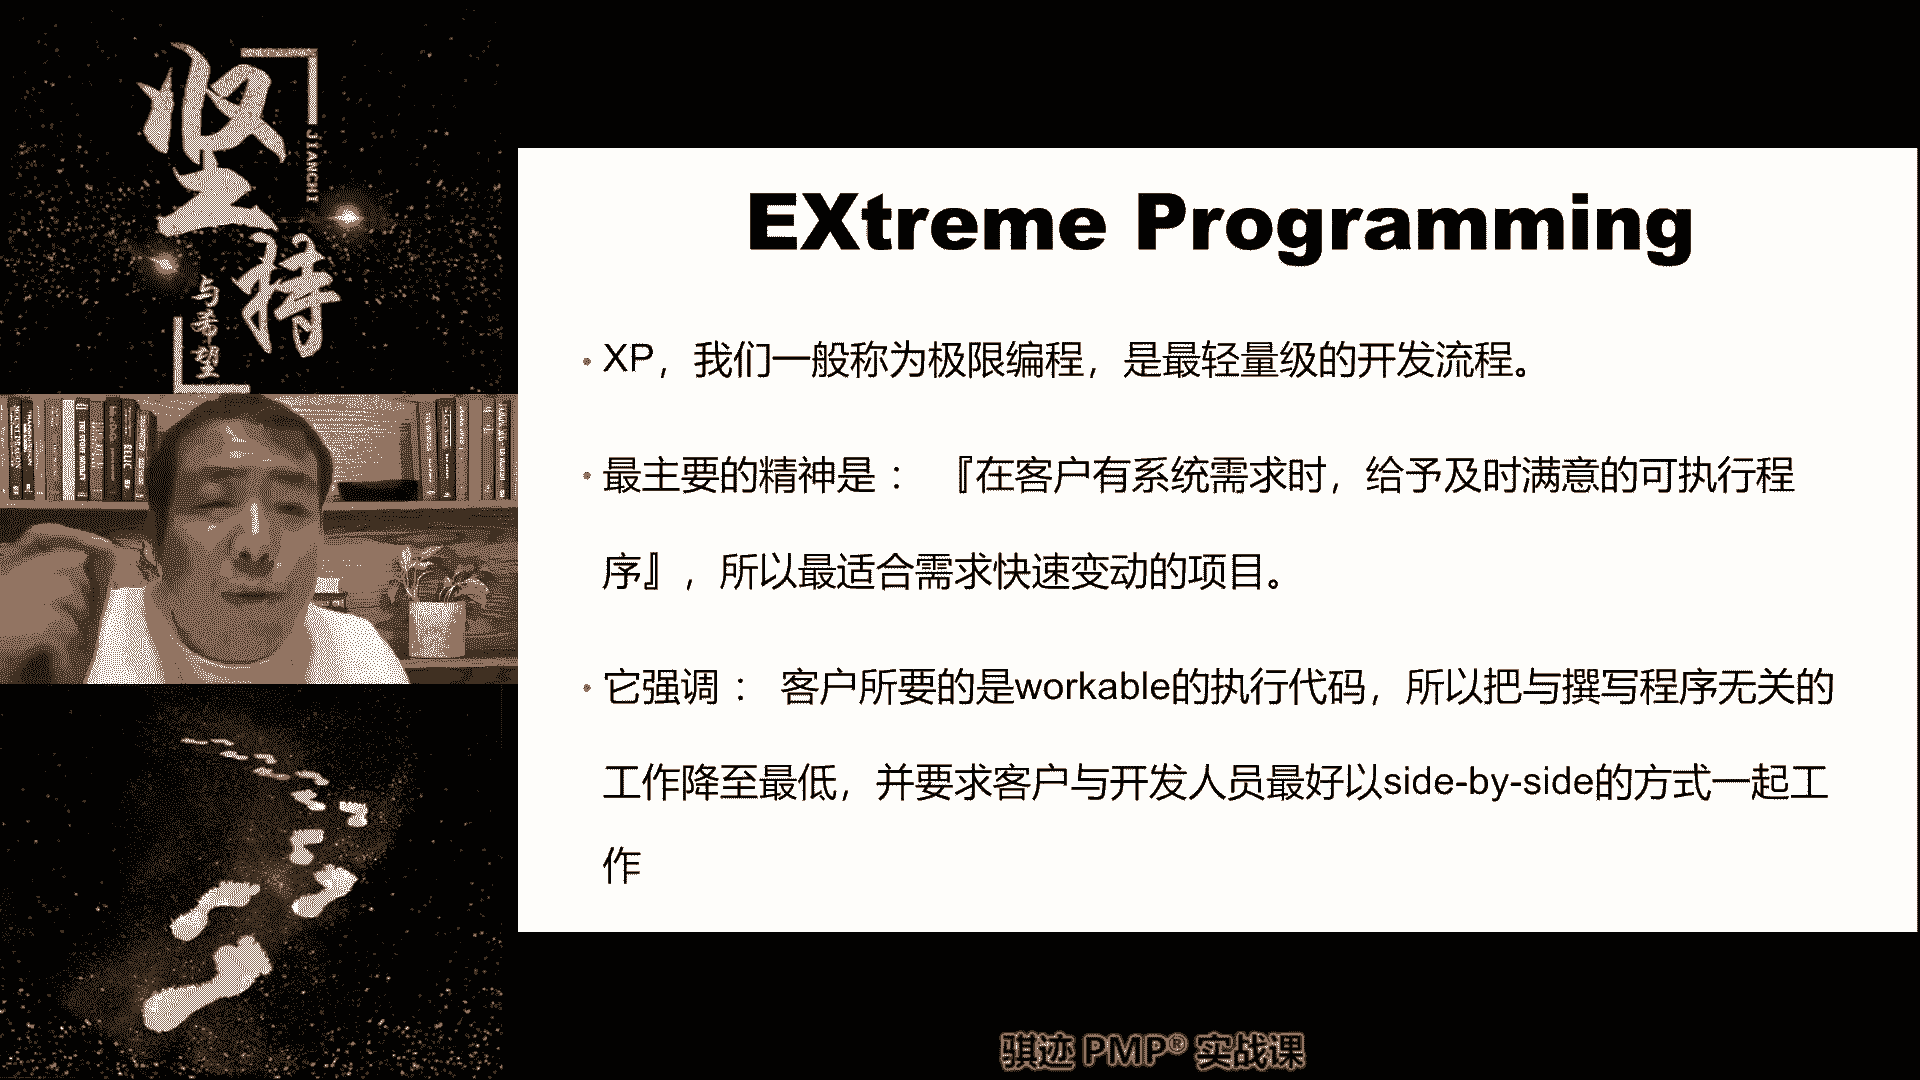 坚持
JIANCHI
与希望
EXtreme Programming
• XP，我们一般称为极限编程，是最轻量级的开发流程。
• 最主要的精神是： 『在客户有系统需求时，给予及时满意的可执行程
序』，所以最适合需求快速变动的项目。
• 它强调： 客户所要的是workable的执行代码，所以把与撰写程序无关的
工作降至最低，并要求客户与开发人员最好以side-by-side的方式一起工
作
骐迹 PMP® 实战课